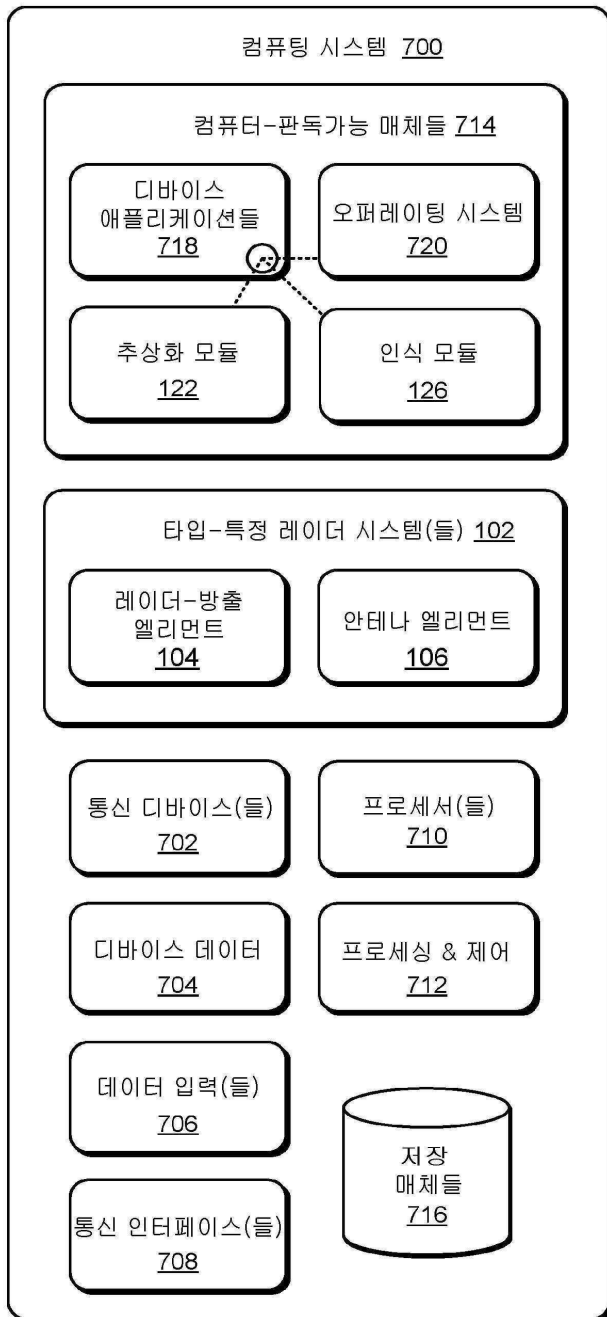 컴퓨팅 시스템 700
컴퓨터-판독가능 매체들 714
디바이스
애플리케이션들
718
오퍼레이팅 시스템
720
추상화 모듈
122
인식 모듈
126
타입-특정 레이더 시스템(들) 102
레이더-방출
엘리먼트
104
안테나 엘리먼트
106
통신 디바이스(들)
702
프로세서(들)
710
디바이스 데이터
704
프로세싱 & 제어
712
데이터 입력(들)
706
저장
매체들
716
통신 인터페이스(들)
708